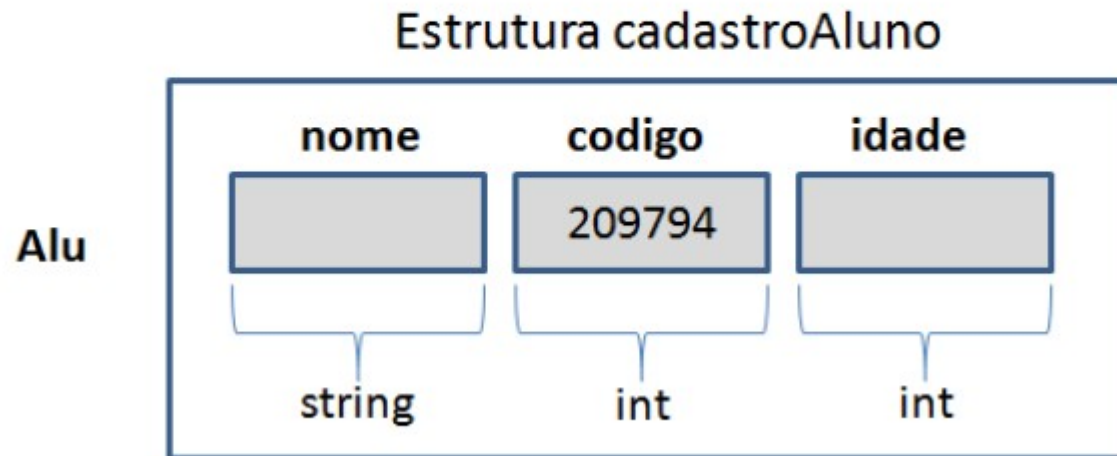 Estrutura cadastroAluno
nome codigo idade
Alu 209794
string int int